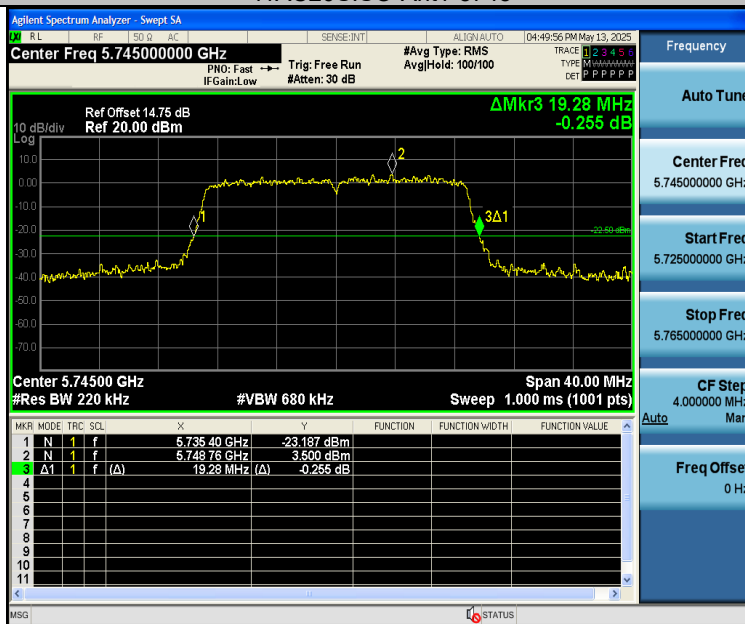 Agilent Spectrum Analyzer - Swept SA
LXI RL RF 50 Ω AC SENSE:INT ALIGN AUTO 04:49:56 PM May 13, 2025
Center Freq 5.745000000 GHz #Avg Type: RMS TRACE 1 2 3 4 5 6 Frequency
PNO: Fast Trig: Free Run Avg|Hold: 100/100 TYPE M
IFGain:Low #Atten: 30 dB DET P P P P P P
Auto Tune
Ref Offset 14.75 dB ΔMkr3 19.28 MHz
10 dB/div Ref 20.00 dBm -0.255 dB
Log
10.0
0.00
-10.0
-20.0
-30.0
-40.0
-50.0
-60.0
-70.0
1
2
3Δ1
-22.50 dBm
Center Freq
5.745000000 GHz
Start Freq
5.725000000 GHz
Stop Freq
5.765000000 GHz
Center 5.74500 GHz Span 40.00 MHz
#Res BW 220 kHz #VBW 680 kHz Sweep 1.000 ms (1001 pts)
CF Step
4.000000 MHz
Auto Man
MKR MODE TRC SCL X Y FUNCTION FUNCTION WIDTH FUNCTION VALUE
1 N 1 f 5.735 40 GHz -23.187 dBm
2 N 1 f 5.748 76 GHz 3.500 dBm
3 Δ1 1 f (Δ) 19.28 MHz (Δ) -0.255 dB
4
5
6
7
8
9
10
11
Freq Offset
0 Hz
MSG STATUS